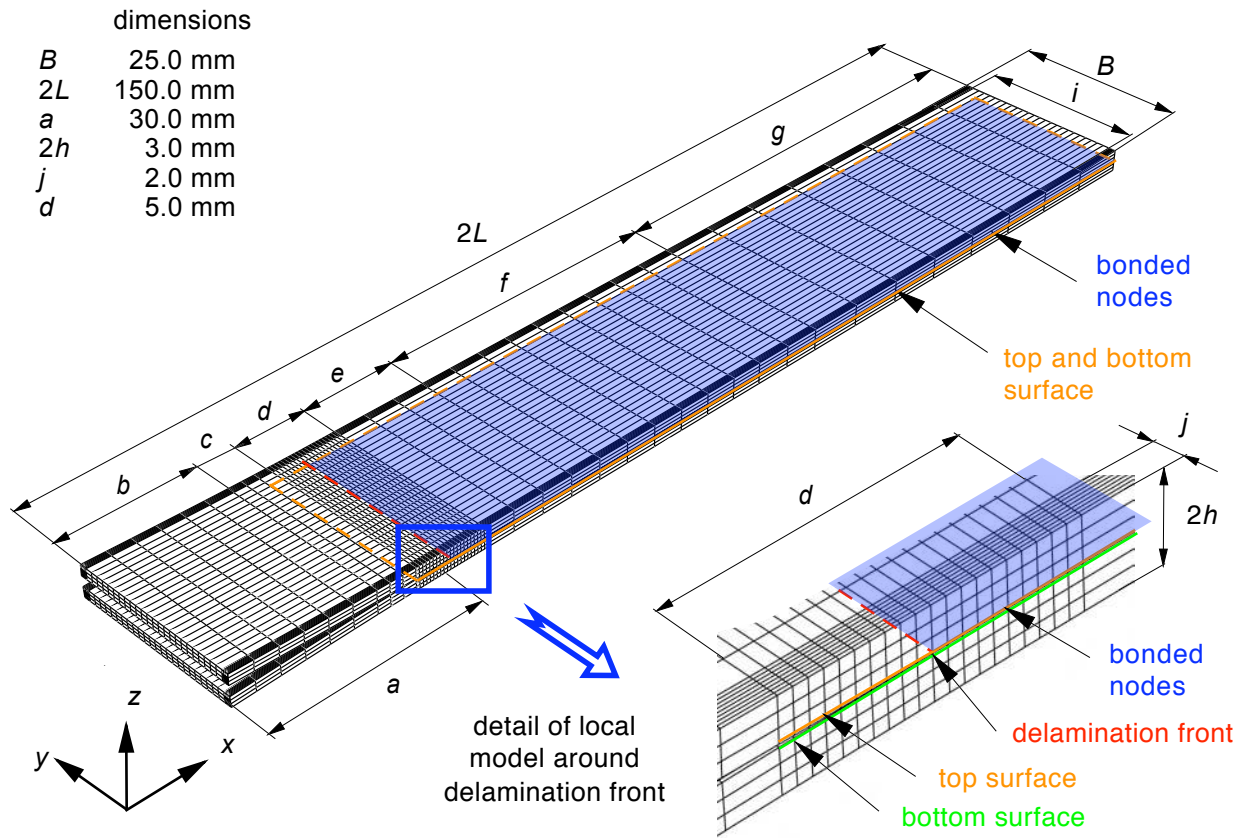 dimensions
B 25.0 mm
2L 150.0 mm
a 30.0 mm
2h 3.0 mm
j 2.0 mm
d 5.0 mm
B
i
g
2L
f
bonded
nodes
e
top and bottom
surface
d
c
j
b
d
2h
a
bonded
nodes
z
delamination front
y
x
detail of local
model around
delamination front
top surface
bottom surface